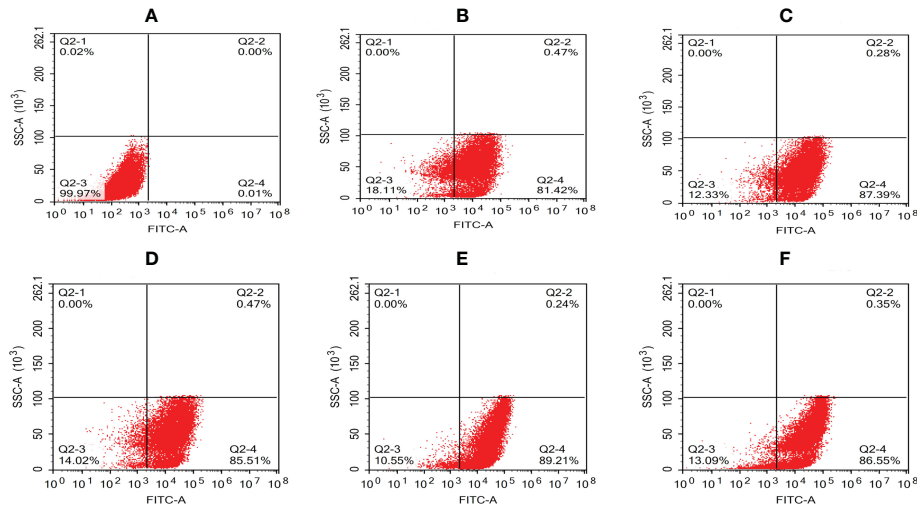 A
B
C
262.1
Q2-1
0.02%
Q2-2
0.00%
200
150
SSC-A (10³)
100
50
Q2-3
99.97%
Q2-4
0.01%
0
10⁰ 10¹ 10² 10³ 10⁴ 10⁵ 10⁶ 10⁷ 10⁸
FITC-A
262.1
Q2-1
0.00%
Q2-2
0.47%
200
150
SSC-A (10³)
100
50
Q2-3
18.11%
Q2-4
81.42%
0
10⁰ 10¹ 10² 10³ 10⁴ 10⁵ 10⁶ 10⁷ 10⁸
FITC-A
262.1
Q2-1
0.00%
Q2-2
0.28%
200
150
SSC-A (10³)
100
50
Q2-3
12.33%
Q2-4
87.39%
0
10⁰ 10¹ 10² 10³ 10⁴ 10⁵ 10⁶ 10⁷ 10⁸
FITC-A
D
E
F
262.1
Q2-1
0.00%
Q2-2
0.47%
200
150
SSC-A (10³)
100
50
Q2-3
14.02%
Q2-4
85.51%
0
10⁰ 10¹ 10² 10³ 10⁴ 10⁵ 10⁶ 10⁷ 10⁸
FITC-A
262.1
Q2-1
0.00%
Q2-2
0.24%
200
150
SSC-A (10³)
100
50
Q2-3
10.55%
Q2-4
89.21%
0
10⁰ 10¹ 10² 10³ 10⁴ 10⁵ 10⁶ 10⁷ 10⁸
FITC-A
262.1
Q2-1
0.00%
Q2-2
0.35%
200
150
SSC-A (10³)
100
50
Q2-3
13.09%
Q2-4
86.55%
0
10⁰ 10¹ 10² 10³ 10⁴ 10⁵ 10⁶ 10⁷ 10⁸
FITC-A